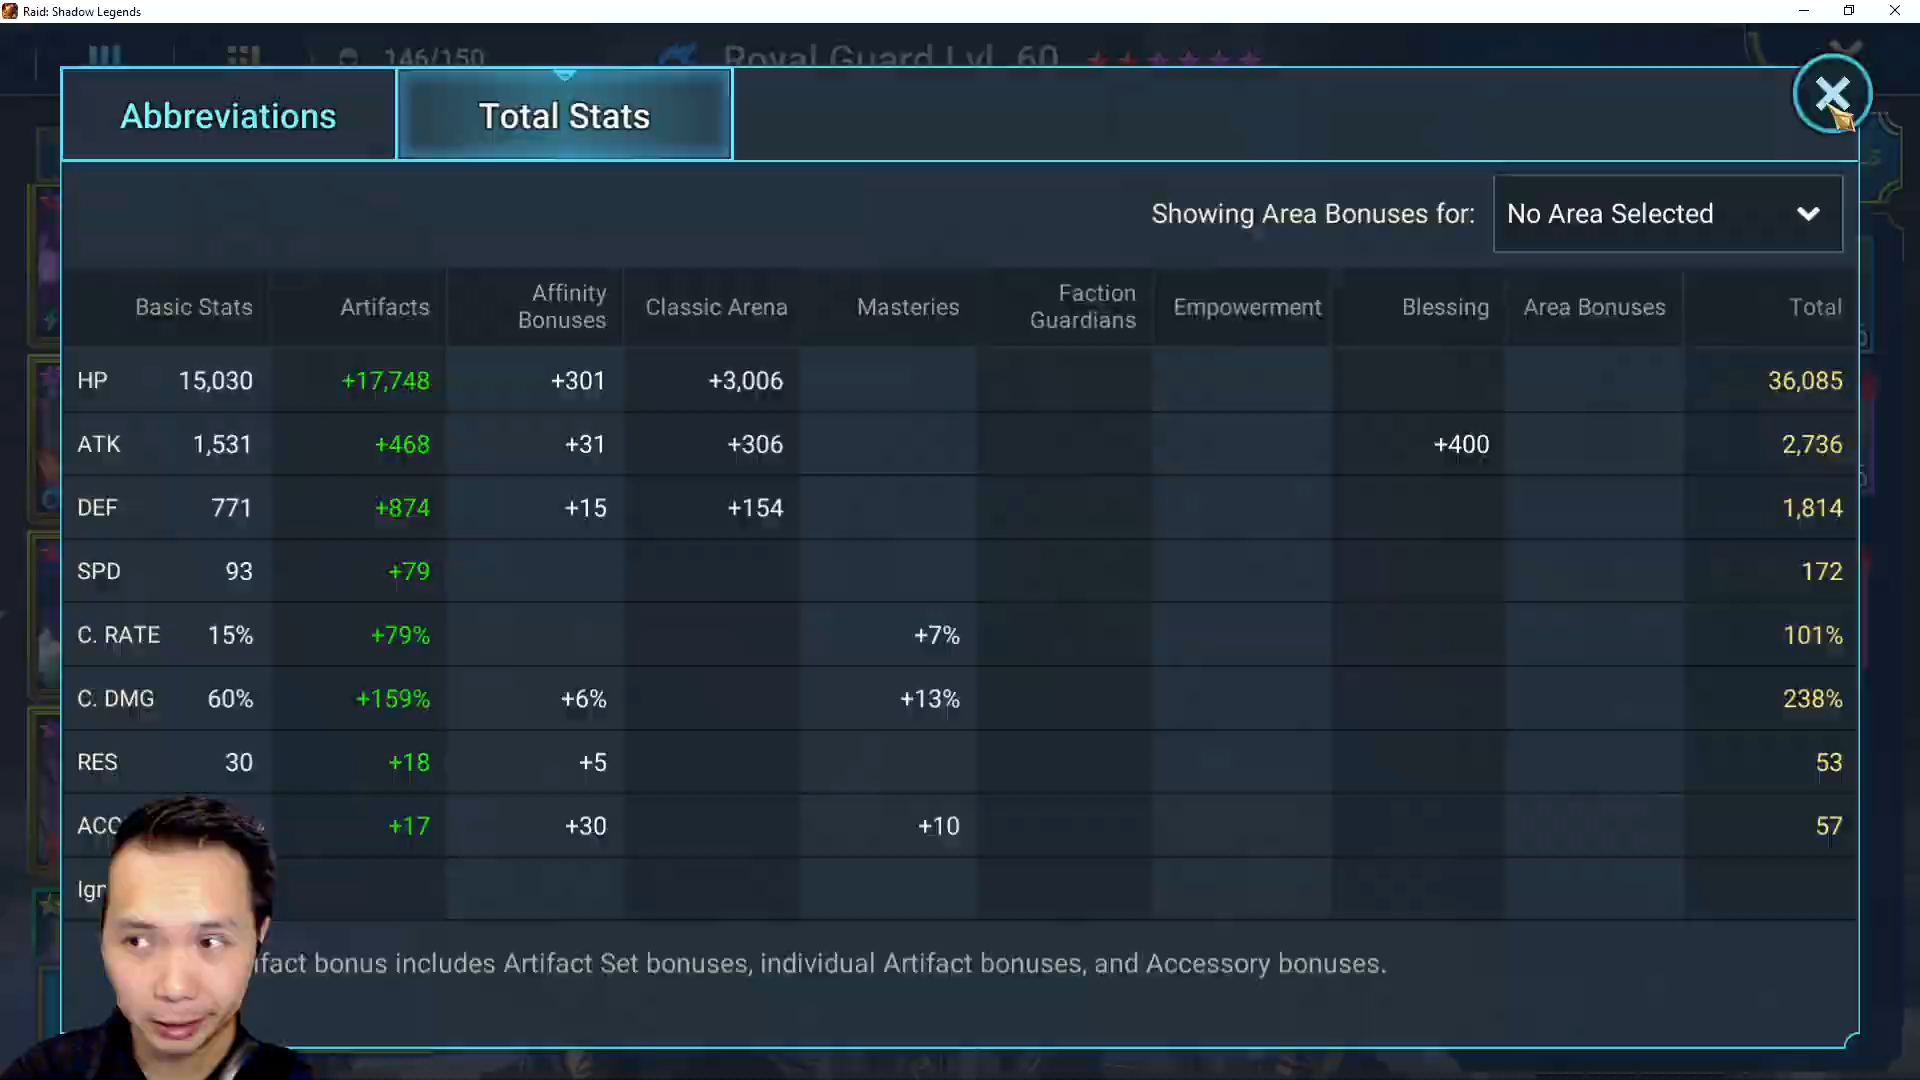 Raid: Shadow Legends
146/150
Royal Guard Lvl. 60
Abbreviations
Total Stats
Showing Area Bonuses for: No Area Selected
Basic Stats Artifacts Affinity Bonuses Classic Arena Masteries Faction Guardians Empowerment Blessing Area Bonuses Total
HP 15,030 +17,748 +301 +3,006 36,085
ATK 1,531 +468 +31 +306 +400 2,736
DEF 771 +874 +15 +154 1,814
SPD 93 +79 172
C. RATE 15% +79% +7% 101%
C. DMG 60% +159% +6% +13% 238%
RES 30 +18 +5 53
ACC +17 +30 +10 57
bonus includes Artifact Set bonuses, individual Artifact bonuses, and Accessory bonuses.